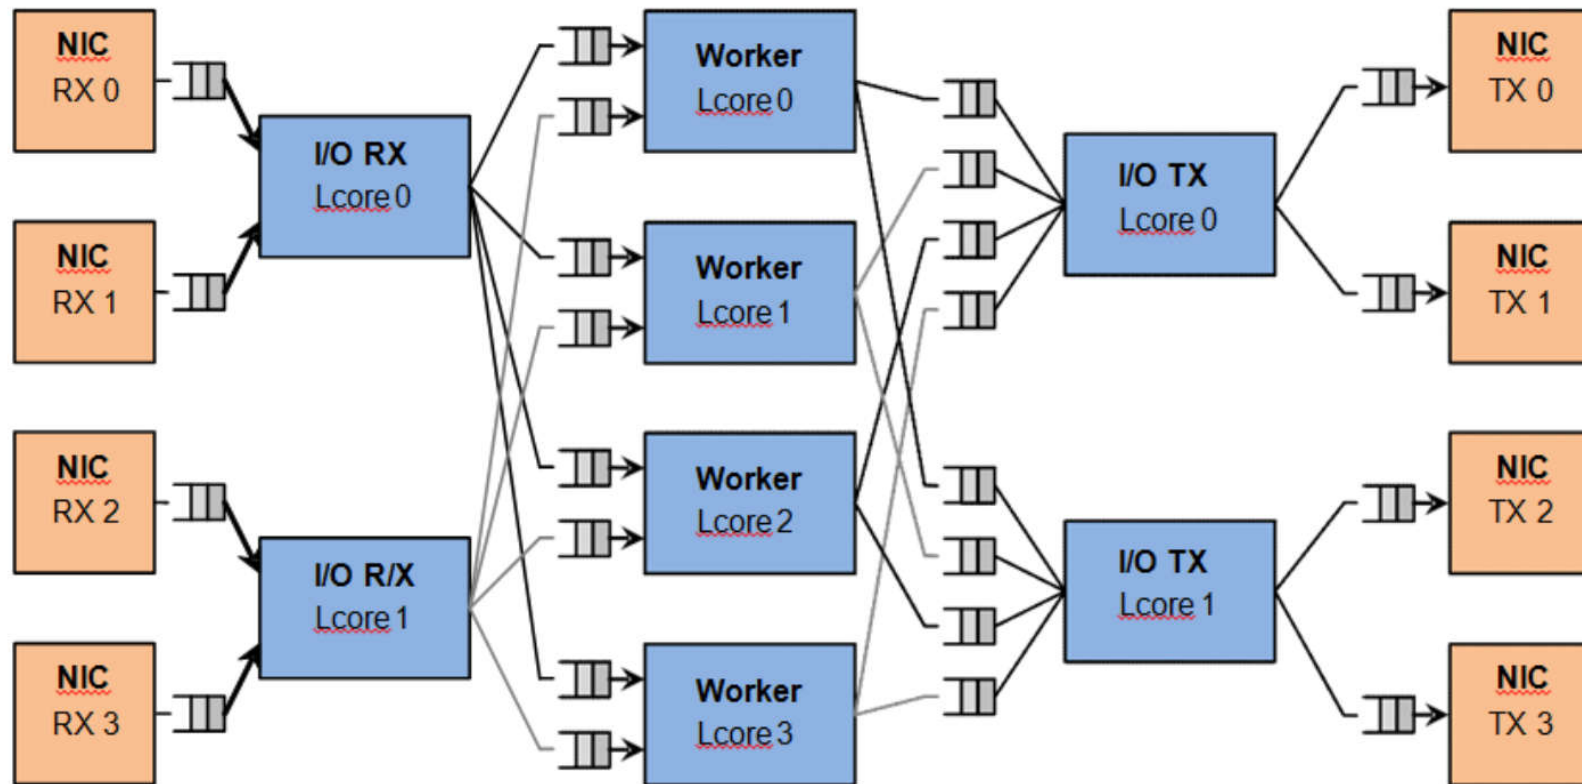 NIC
RX 0
NIC
RX 1
NIC
RX 2
NIC
RX 3
I/O RX
Lcore 0
I/O R/X
Lcore 1
Worker
Lcore 0
Worker
Lcore 1
Worker
Lcore 2
Worker
Lcore 3
I/O TX
Lcore 0
I/O TX
Lcore 1
NIC
TX 0
NIC
TX 1
NIC
TX 2
NIC
TX 3